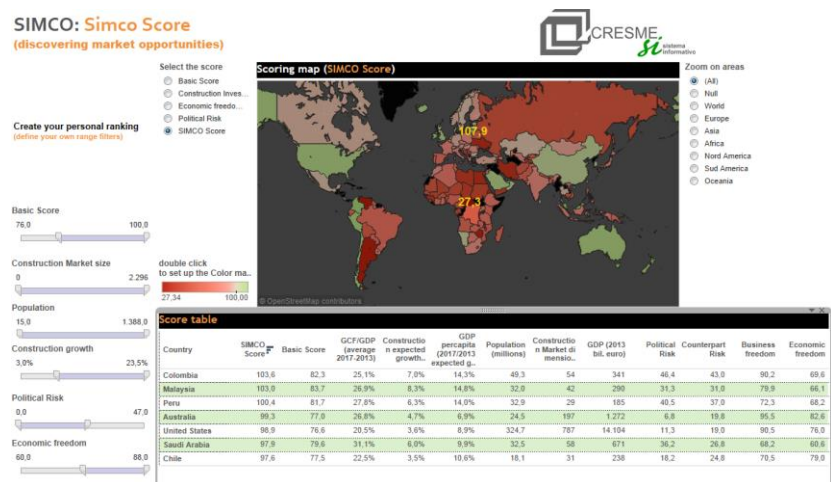 SIMCO: Simco Score
(discovering market opportunities)
CRESME
si sistema
informativo
Select the score
Basic Score
Construction Inves...
Economic freedo...
Political Risk
SIMCO Score
Create your personal ranking
(define your own range filters)
Scoring map (SIMCO Score)
107,9
27,3
© OpenStreetMap contributors
Zoom on areas
(All)
Null
World
Europe
Asia
Africa
Nord America
Sud America
Oceania
Basic Score
76,0 100,0
Construction Market size
0 2.296
Population
15,0 1.388,0
Construction growth
3,0% 23,5%
Political Risk
0,0 47,0
Economic freedom
60,0 88,0
double click
to set up the Color ma..
27,34 100,00
Score table
Country SIMCO Score Basic Score GCF/GDP (average 2017-2013) Constructio n expected growth.. GDP percapita (2017/2013 expected g.. Population (millions) Constructio n Market di mensio.. GDP (2013 bil. euro) Political Risk Counterpart Risk Business freedom Economic freedom
Colombia 103,6 82,3 25,1% 7,0% 14,3% 49,3 54 341 46,4 43,0 90,2 69,6
Malaysia 103,0 83,7 26,9% 8,3% 14,8% 32,0 42 290 31,3 31,0 79,9 66,1
Peru 100,4 81,7 27,8% 6,3% 14,0% 32,9 29 185 40,5 37,0 72,3 68,2
Australia 99,3 77,0 26,8% 4,7% 6,9% 24,5 197 1.272 6,8 19,8 95,5 82,6
United States 98,9 76,6 20,5% 3,6% 8,9% 324,7 787 14.104 11,3 19,0 90,5 76,0
Saudi Arabia 97,9 79,6 31,1% 6,0% 9,9% 32,5 58 671 36,2 26,8 68,2 60,6
Chile 97,6 77,5 22,5% 3,5% 10,6% 18,1 31 238 18,2 24,8 70,5 79,0